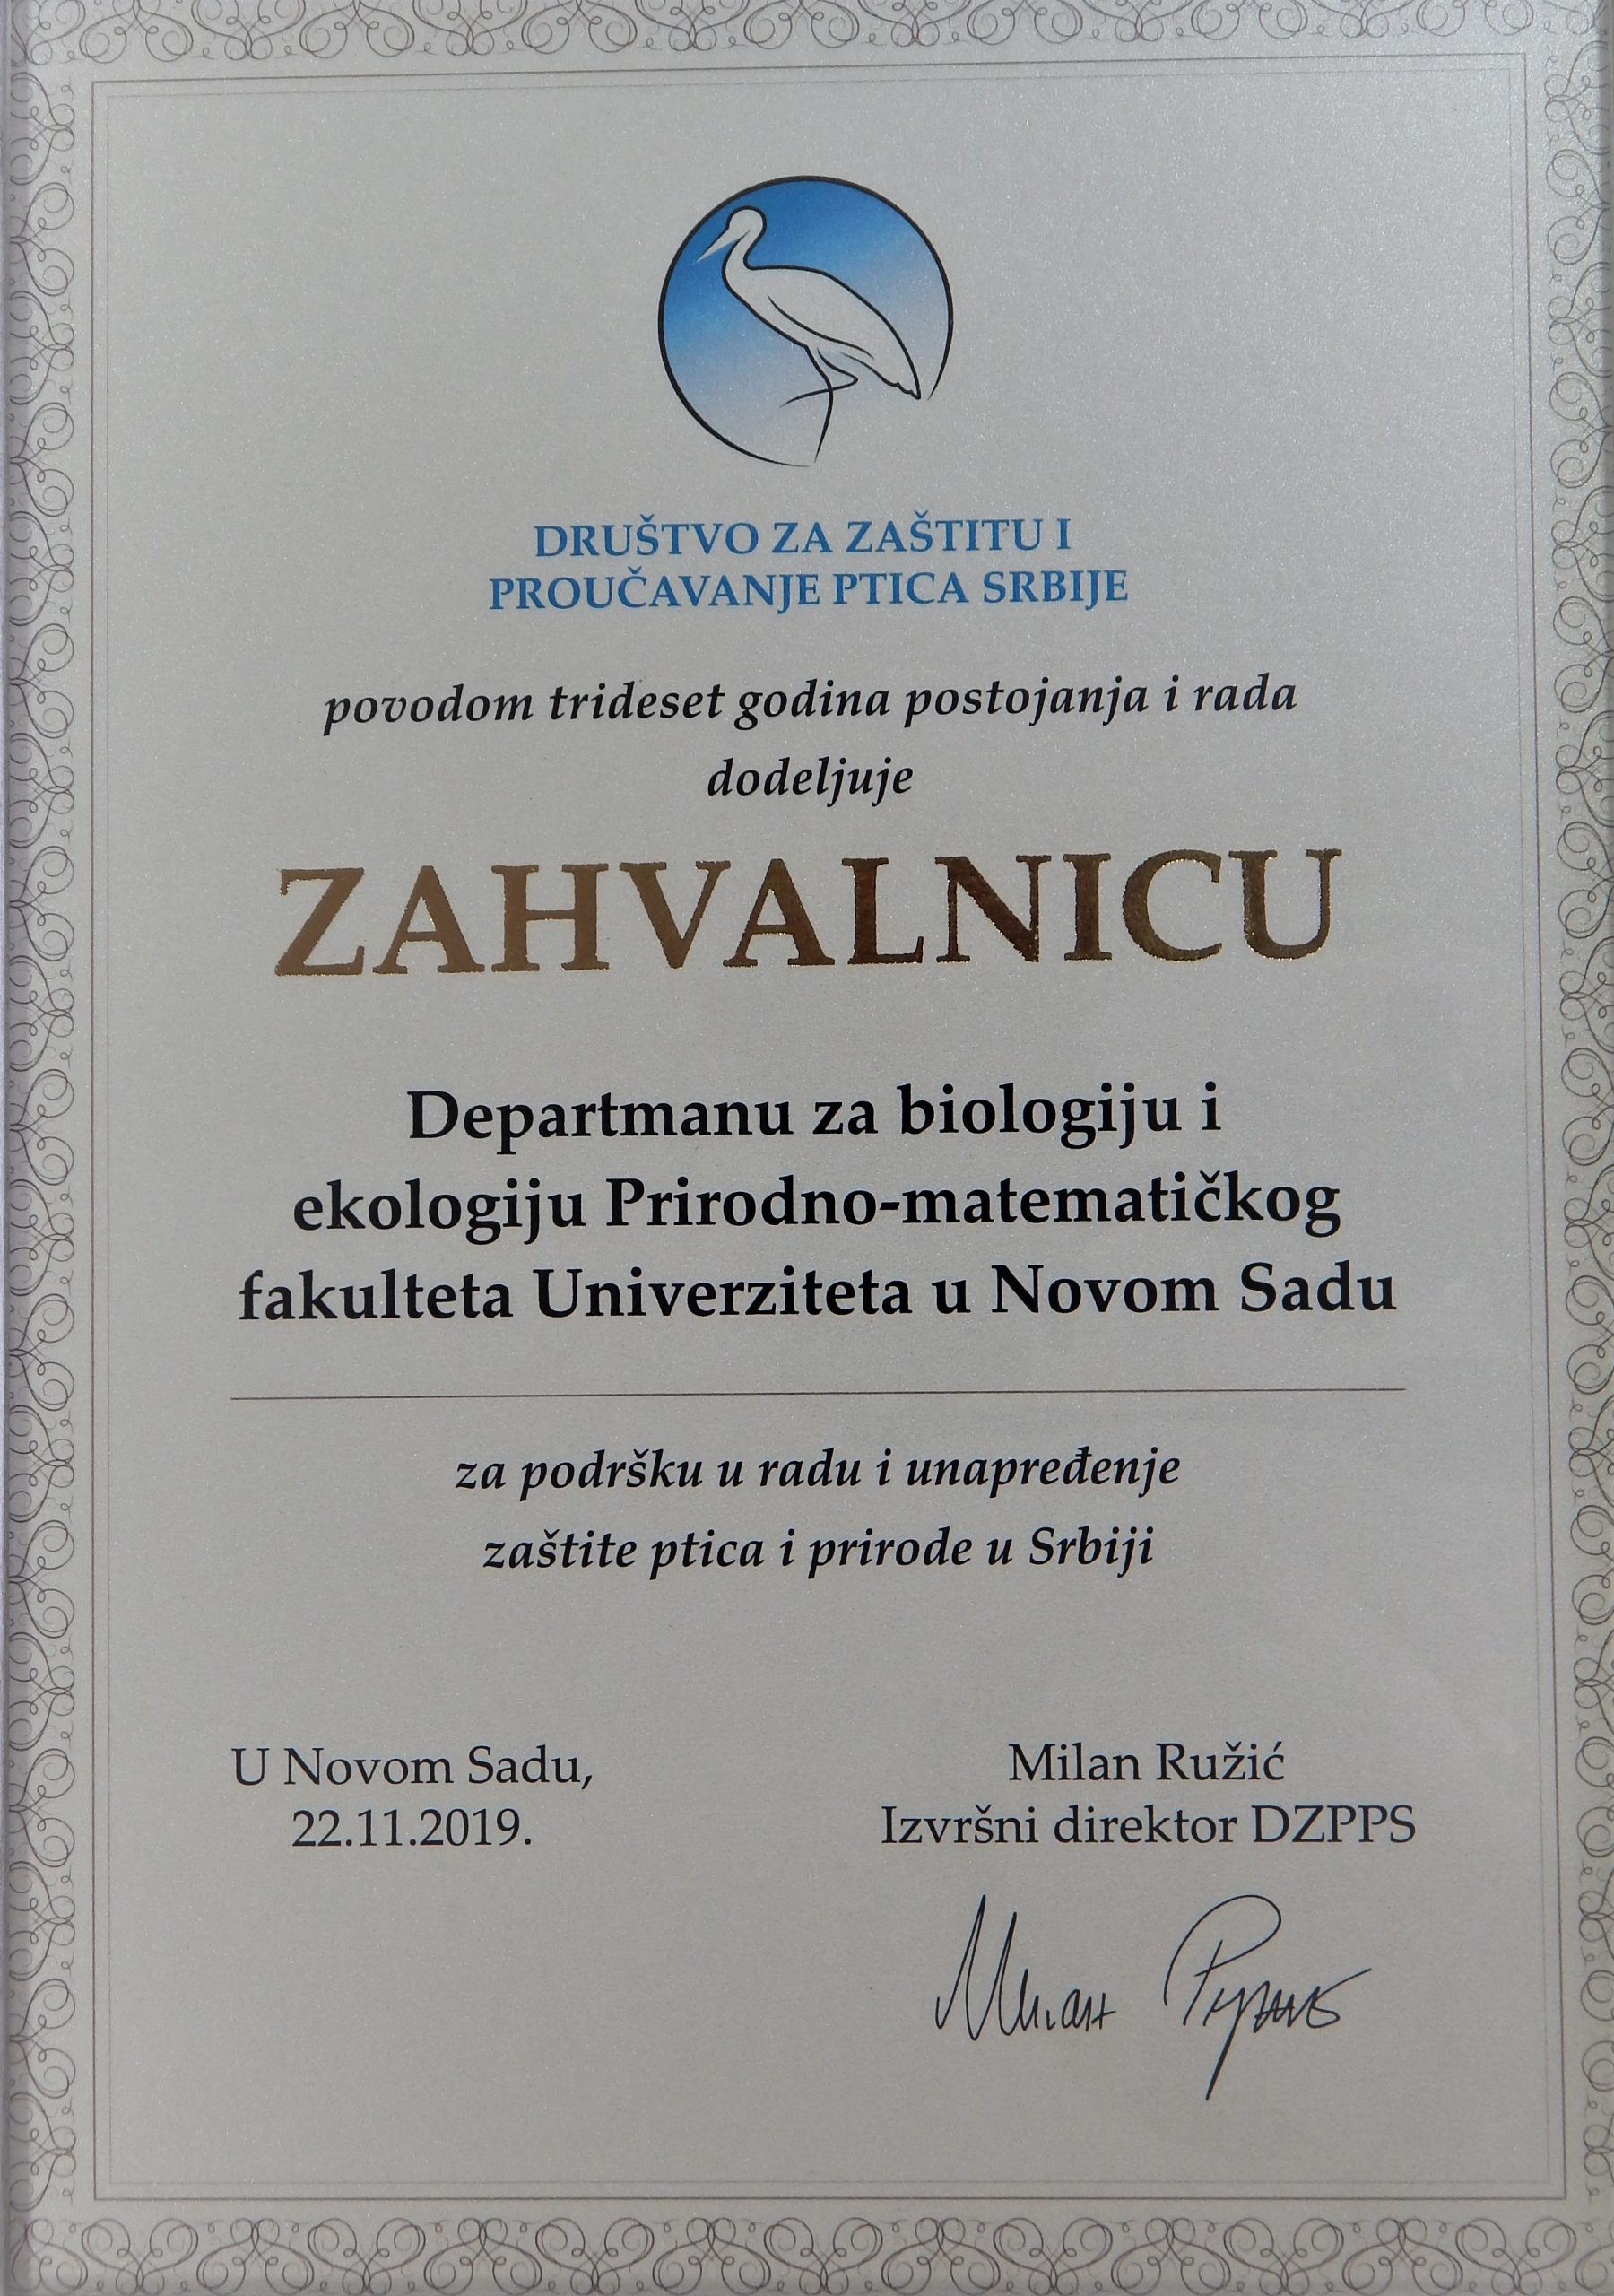 DRUŠTVO ZA ZAŠTITU I
PROUČAVANJE PTICA SRBIJE
povodom trideset godina postojanja i rada
dodeljuje
ZAHVALNICU
Departmanu za biologiju i
ekologiju Prirodno-matematičkog
fakulteta Univerziteta u Novom Sadu
za podršku u radu i unapređenje
zaštite ptica i prirode u Srbiji
U Novom Sadu,
22.11.2019.
Milan Ružić
Izvršni direktor DZPPS
Милан Ружић